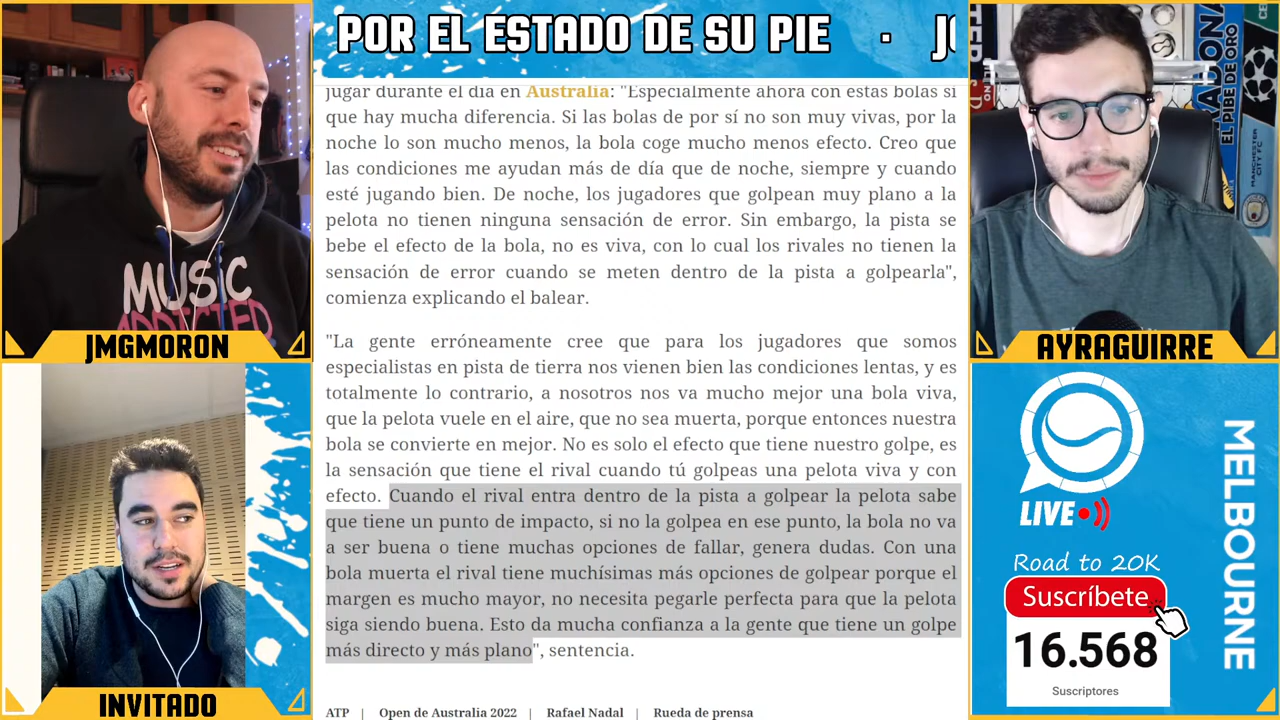 POR EL ESTADO DE SU PIE ·
jugar durante el día en Australia: "Especialmente ahora con estas bolas sí
que hay mucha diferencia. Si las bolas de por sí no son muy vivas, por la
noche lo son mucho menos, la bola coge mucho menos efecto. Creo que
las condiciones me ayudan más de día que de noche, siempre y cuando
esté jugando bien. De noche, los jugadores que golpean muy plano a la
pelota no tienen ninguna sensación de error. Sin embargo, la pista se
bebe el efecto de la bola, no es viva, con lo cual los rivales no tienen la
sensación de error cuando se meten dentro de la pista a golpearla",
comienza explicando el balear.
"La gente erróneamente cree que para los jugadores que somos
especialistas en pista de tierra nos vienen bien las condiciones lentas, y es
totalmente lo contrario, a nosotros nos va mucho mejor una bola viva,
que la pelota vuele en el aire, que no sea muerta, porque entonces nuestra
bola se convierte en mejor. No es solo el efecto que tiene nuestro golpe, es
la sensación que tiene el rival cuando tú golpeas una pelota viva y con
efecto. Cuando el rival entra dentro de la pista a golpear la pelota sabe
que tiene un punto de impacto, si no la golpea en ese punto, la bola no va
a ser buena o tiene muchas opciones de fallar, genera dudas. Con una
bola muerta el rival tiene muchísimas más opciones de golpear porque el
margen es mucho mayor, no necesita pegarle perfecta para que la pelota
siga siendo buena. Esto da mucha confianza a la gente que tiene un golpe
más directo y más plano", sentencia.
ATP | Open de Australia 2022 | Rafael Nadal | Rueda de prensa
MUSIC
ADDICTED
JMGMORON
INVITADO
EL PIBE DE ORO
MANCHESTER
CITY FC
AYRAGUIRRE
LIVE
Road to 20K
Suscríbete
16.568
Suscriptores
MELBOURNE